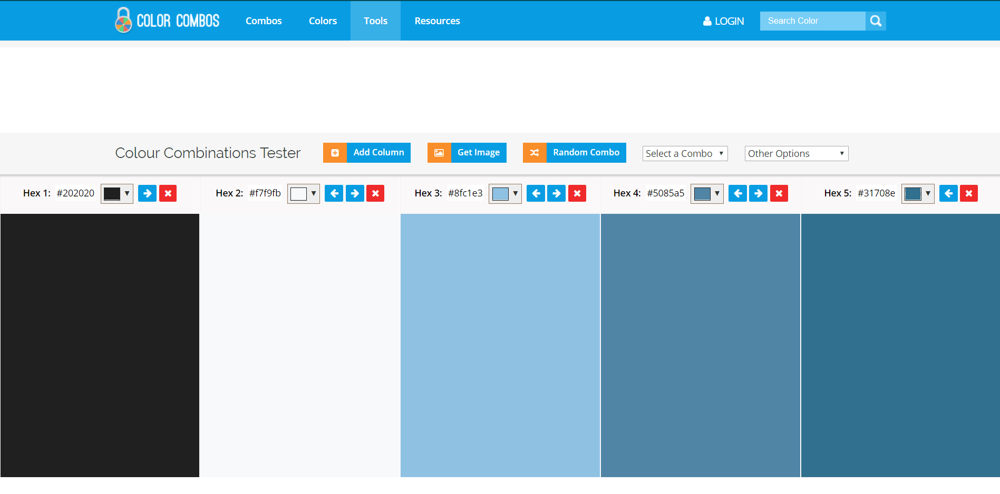 COLOR COMBOS Combos Colors Tools Resources LOGIN Search Color
Colour Combinations Tester Add Column Get Image Random Combo Select a Combo Other Options
Hex 1: #202020 Hex 2: #f7f9fb Hex 3: #8fc1e3 Hex 4: #5085a5 Hex 5: #31708e